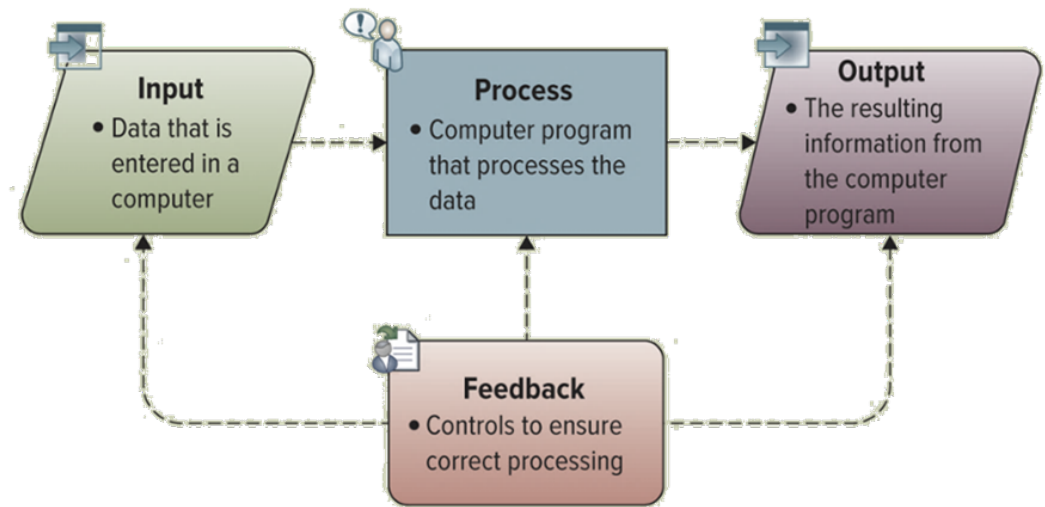 Input
• Data that is
entered in a
computer
Process
• Computer program
that processes the
data
Output
• The resulting
information from
the computer
program
Feedback
• Controls to ensure
correct processing